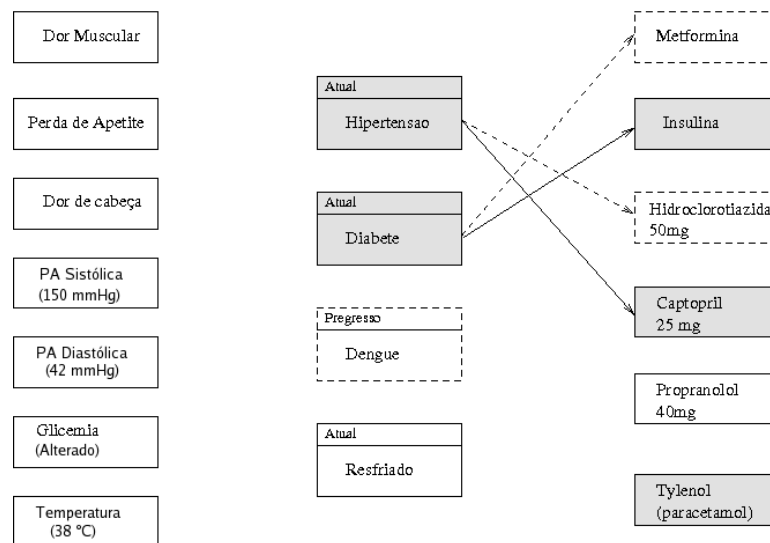 Dor Muscular
Perda de Apetite
Dor de cabeça
PA Sistólica
(150 mmHg)
PA Diastólica
(42 mmHg)
Glicemia
(Alterado)
Temperatura
(38 °C)
Atual
Hipertensao
Atual
Diabete
Pregresso
Dengue
Atual
Resfriado
Metformina
Insulina
Hidroclorotiazida
50mg
Captopril
25 mg
Propranolol
40mg
Tylenol
(paracetamol)